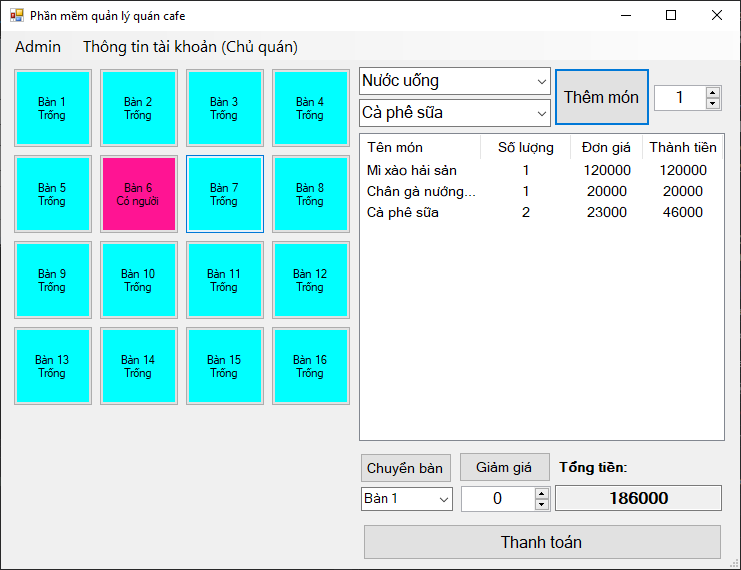 Phần mềm quản lý quán cafe
Admin Thông tin tài khoản (Chủ quán)
Bàn 1
Trống
Bàn 2
Trống
Bàn 3
Trống
Bàn 4
Trống
Bàn 5
Trống
Bàn 6
Có người
Bàn 7
Trống
Bàn 8
Trống
Bàn 9
Trống
Bàn 10
Trống
Bàn 11
Trống
Bàn 12
Trống
Bàn 13
Trống
Bàn 14
Trống
Bàn 15
Trống
Bàn 16
Trống
Nước uống
Cà phê sữa
Thêm món
1
Tên món Số lượng Đơn giá Thành tiền
Mì xào hải sản 1 120000 120000
Chân gà nướng... 1 20000 20000
Cà phê sữa 2 23000 46000
Chuyển bàn Giảm giá Tổng tiền:
Bàn 1 0 186000
Thanh toán